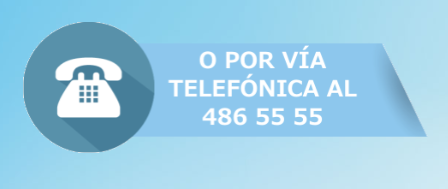 O POR VÍA
TELEFÓNICA AL
486 55 55